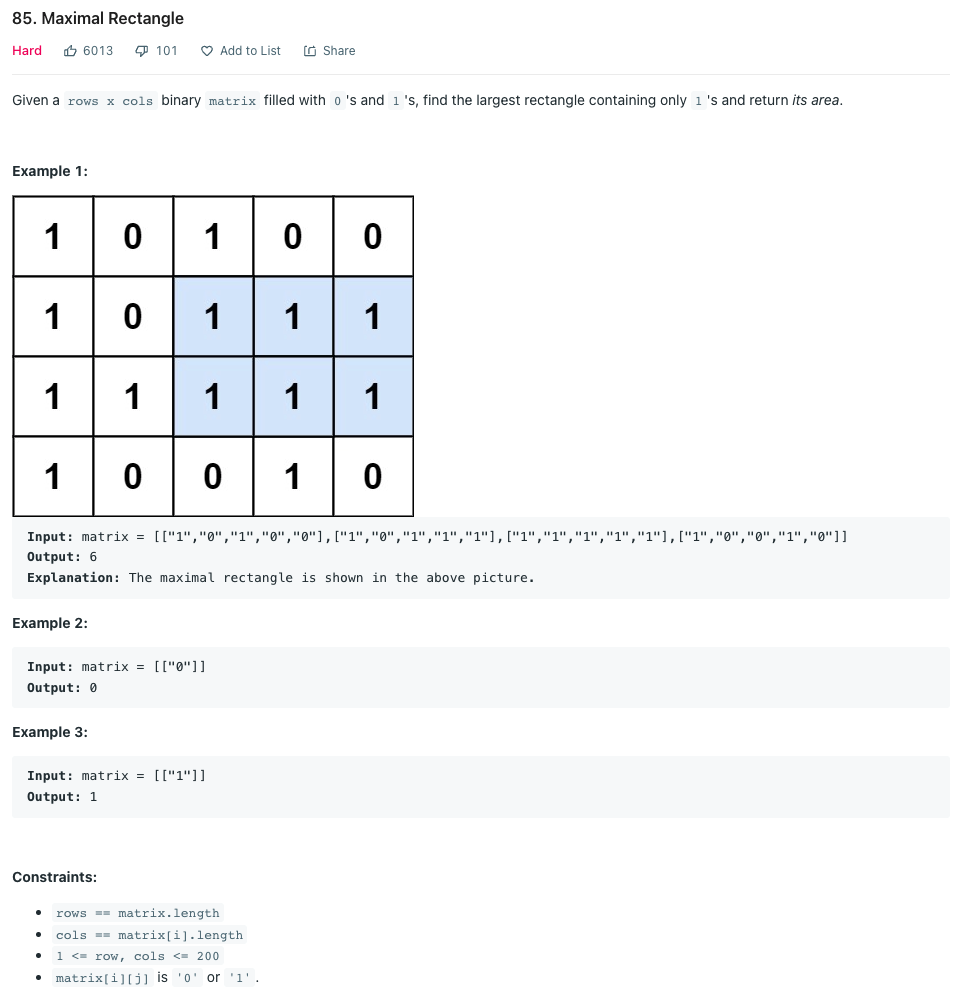 85. Maximal Rectangle
Hard 6013 101 Add to List Share
Given a rows x cols binary matrix filled with 0 's and 1 's, find the largest rectangle containing only 1 's and return its area.
Example 1:
1 0 1 0 0
1 0 1 1 1
1 1 1 1 1
1 0 0 1 0
Input: matrix = [["1","0","1","0","0"],["1","0","1","1","1"],["1","1","1","1","1"],["1","0","0","1","0"]]
Output: 6
Explanation: The maximal rectangle is shown in the above picture.
Example 2:
Input: matrix = [["0"]]
Output: 0
Example 3:
Input: matrix = [["1"]]
Output: 1
Constraints:
• rows == matrix.length
• cols == matrix[i].length
• 1 <= row, cols <= 200
• matrix[i][j] is '0' or '1'.